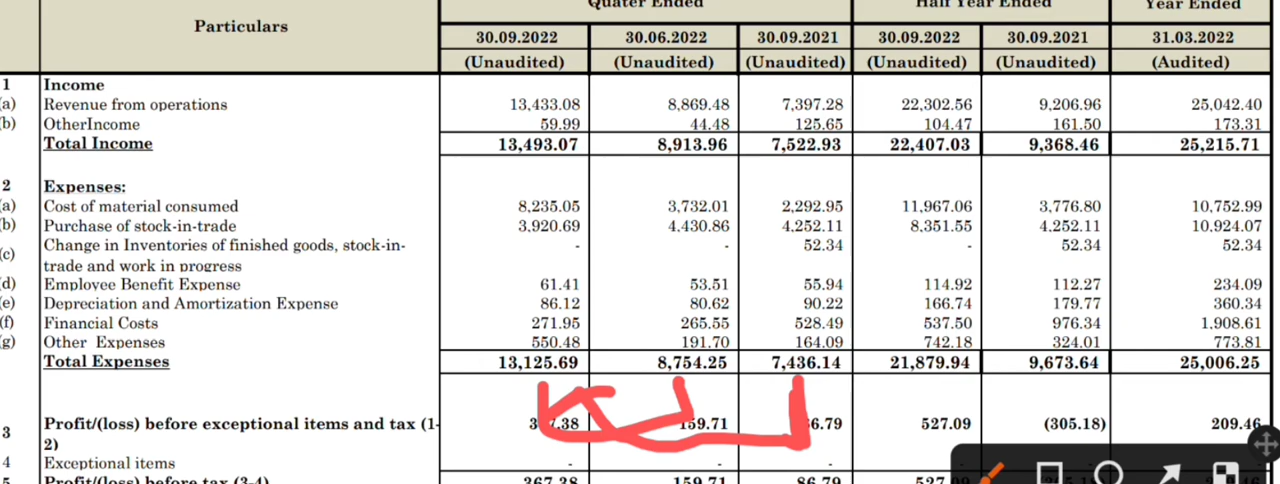 Quater Ended Half Year Ended Year Ended
Particulars
30.09.2022 30.06.2022 30.09.2021 30.09.2022 30.09.2021 31.03.2022
(Unaudited) (Unaudited) (Unaudited) (Unaudited) (Unaudited) (Audited)
1 Income
(a) Revenue from operations 13,433.08 8,869.48 7,397.28 22,302.56 9,206.96 25,042.40
(b) OtherIncome 59.99 44.48 125.65 104.47 161.50 173.31
Total Income 13,493.07 8,913.96 7,522.93 22,407.03 9,368.46 25,215.71
2 Expenses:
(a) Cost of material consumed 8,235.05 3,732.01 2,292.95 11,967.06 3,776.80 10,752.99
(b) Purchase of stock-in-trade 3,920.69 4,430.86 4,252.11 8,351.55 4,252.11 10,924.07
Change in Inventories of finished goods, stock-in- - - 52.34 - 52.34 52.34
(c)
trade and work in progress
(d) Employee Benefit Expense 61.41 53.51 55.94 114.92 112.27 234.09
(e) Depreciation and Amortization Expense 86.12 80.62 90.22 166.74 179.77 360.34
(f) Financial Costs 271.95 265.55 528.49 537.50 976.34 1,908.61
(g) Other Expenses 550.48 191.70 164.09 742.18 324.01 773.81
Total Expenses 13,125.69 8,754.25 7,436.14 21,879.94 9,673.64 25,006.25
Profit/(loss) before exceptional items and tax (1- 159.71 527.09 (305.18) 209.46
3
2)
4 Exceptional items - - -
5 Profit/(loss) before tax (3-4) 367.38 159.71 86.79